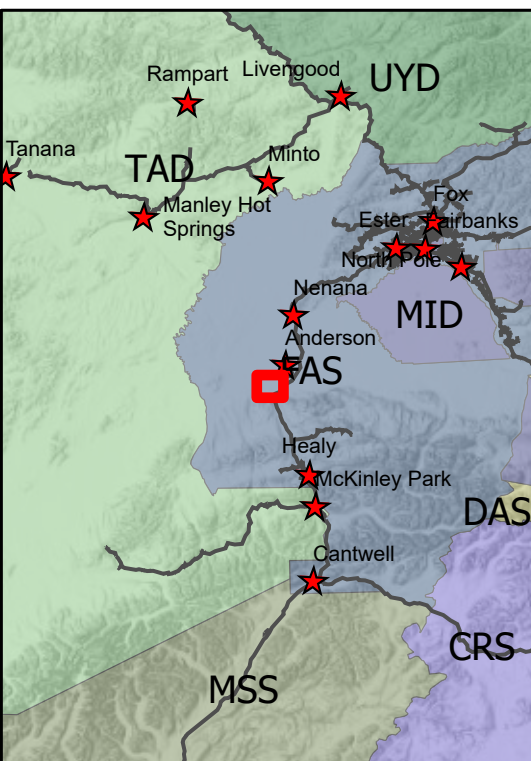 Livengood
UYD
Rampart
Tanana
TAD
Minto
Manley Hot
Springs
Fox
Ester
Fairbanks
North Pole
Nenana
MID
Anderson
FAS
Healy
McKinley Park
DAS
Cantwell
CRS
MSS